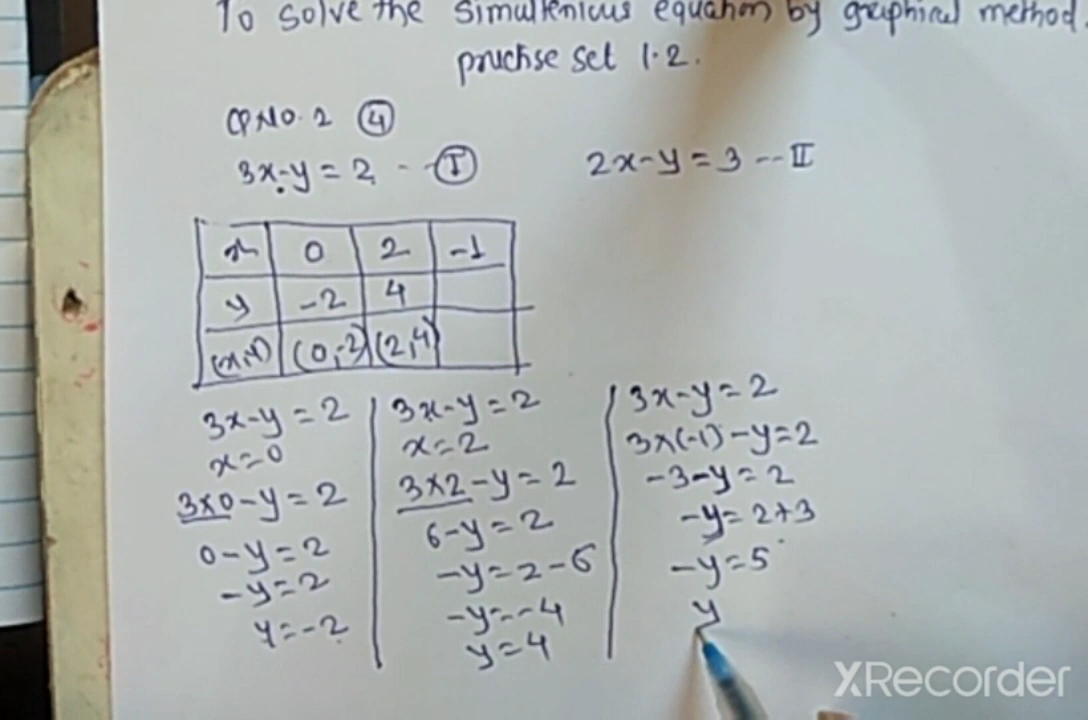 To solve the simultenious equation by graphical method.
pructise set 1.2.
QP NO. 2 ④
3x-y=2 -- Ⓘ 2x-y=3 -- II
x 0 2 -1
y -2 4
(x,y) (0,-2) (2,4)
3x-y=2 3x-y=2 3x-y=2
x=0 x=2 3x(-1)-y=2
3x0-y=2 3x2-y=2 -3-y=2
0-y=2 6-y=2 -y=2+3
-y=2 -y=2-6 -y=5
y=-2 -y=-4 y
y=4
XRecorder